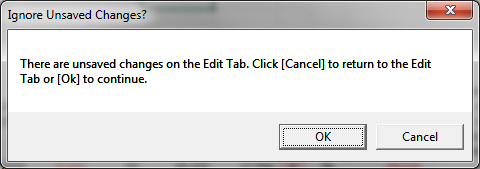 Ignore Unsaved Changes?
There are unsaved changes on the Edit Tab. Click [Cancel] to return to the Edit
Tab or [Ok] to continue.
OK
Cancel